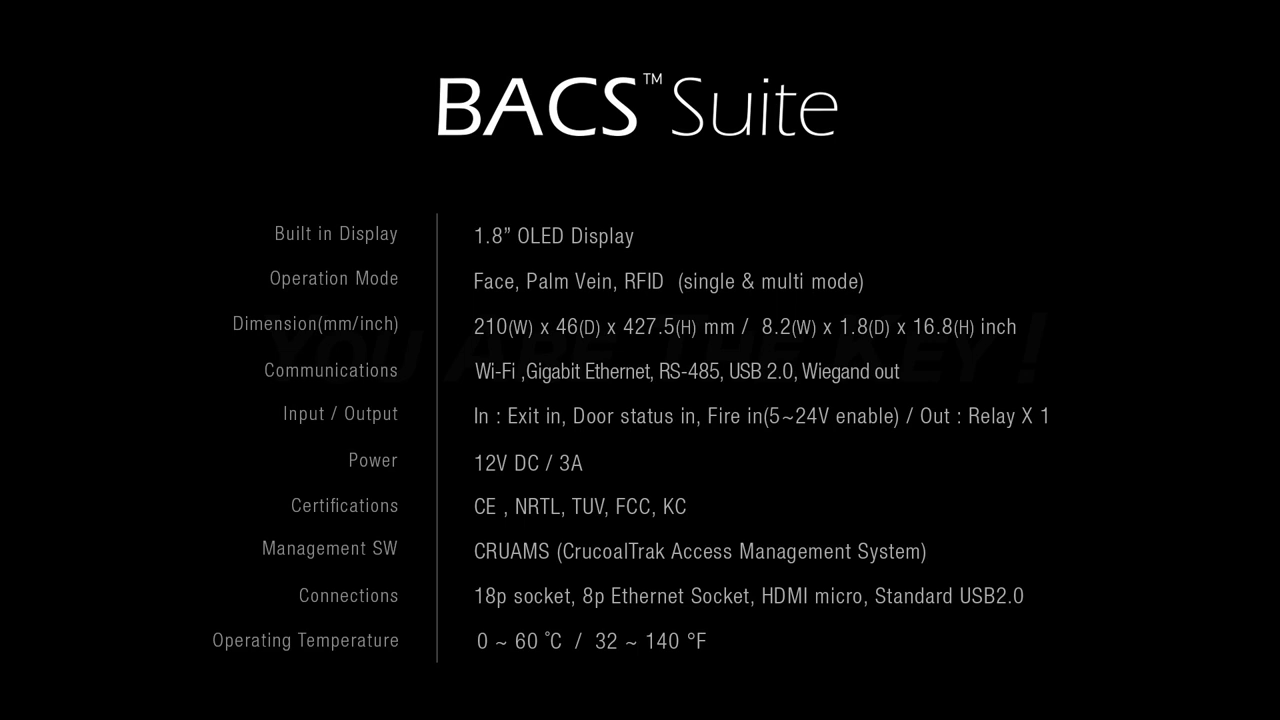 BACS™ Suite
Built in Display 1.8” OLED Display
Operation Mode Face, Palm Vein, RFID (single & multi mode)
Dimension(mm/inch) 210(W) x 46(D) x 427.5(H) mm / 8.2(W) x 1.8(D) x 16.8(H) inch
YOU ARE THE KEY !
Communications Wi-Fi ,Gigabit Ethernet, RS-485, USB 2.0, Wiegand out
Input / Output In : Exit in, Door status in, Fire in(5~24V enable) / Out : Relay X 1
Power 12V DC / 3A
Certifications CE , NRTL, TUV, FCC, KC
Management SW CRUAMS (CrucoalTrak Access Management System)
Connections 18p socket, 8p Ethernet Socket, HDMI micro, Standard USB2.0
Operating Temperature 0 ~ 60 ˚C / 32 ~ 140 °F